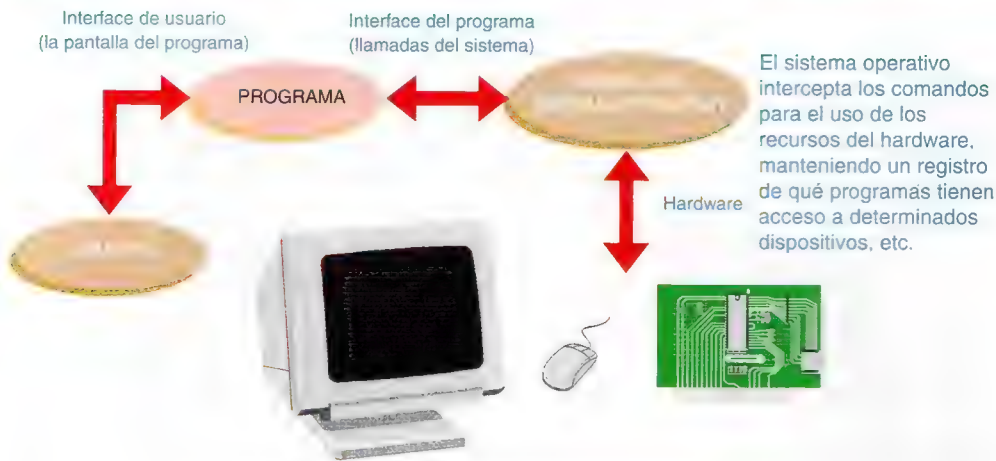 Interface de usuario
(la pantalla del programa)
Interface del programa
(llamadas del sistema)
PROGRAMA
El sistema operativo
intercepta los comandos
para el uso de los
recursos del hardware,
manteniendo un registro
de qué programas tienen
acceso a determinados
dispositivos, etc.
Hardware